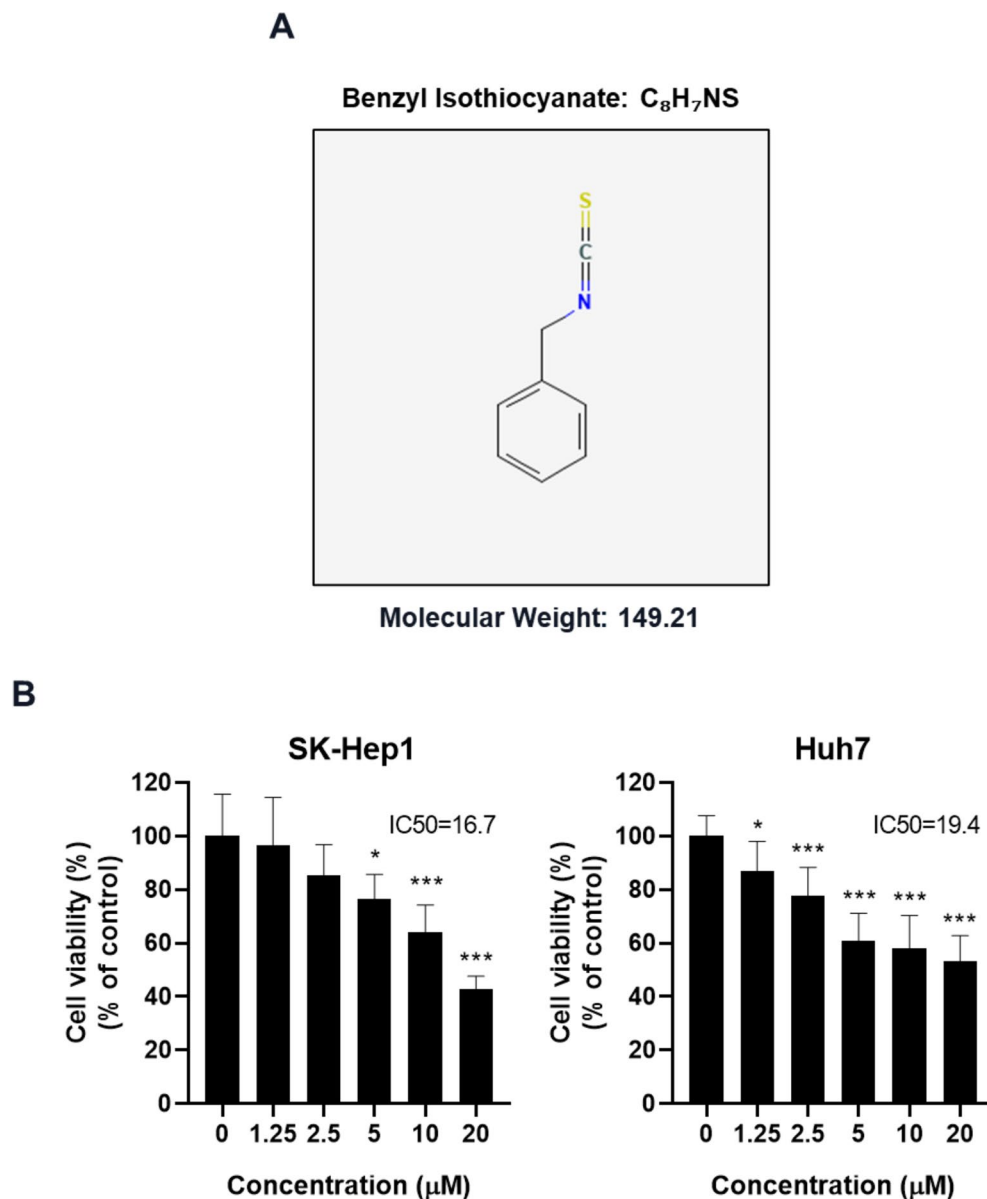 A
Benzyl Isothiocyanate: C₈H₇NS
S
C
N
Molecular Weight: 149.21
B
SK-Hep1
Cell viability (%)
(% of control)
120
100
80
60
40
20
0
IC50=16.7
*
***
***
0 1.25 2.5 5 10 20
Concentration (μM)
Huh7
Cell viability (%)
(% of control)
120
100
80
60
40
20
0
IC50=19.4
*
***
***
***
***
0 1.25 2.5 5 10 20
Concentration (μM)